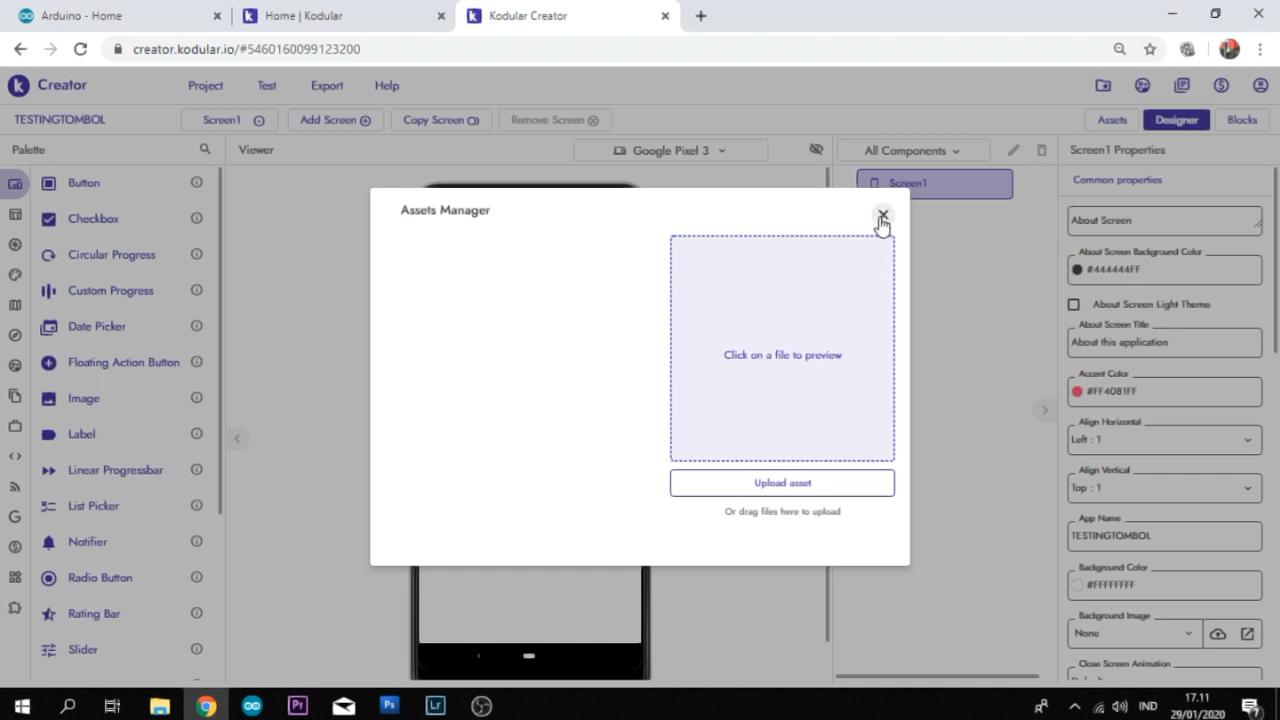 Arduino - Home
Home | Kodular
Kodular Creator
creator.kodular.io/#5460160099123200
Creator
Project
Test
Export
Help
TESTINGTOMBOL
Screen1
Add Screen
Copy Screen
Remove Screen
Assets
Designer
Blocks
Palette
Viewer
Google Pixel 3
All Components
Screen1 Properties
Button
Checkbox
Circular Progress
Custom Progress
Date Picker
Floating Action Button
Image
Label
Linear Progressbar
List Picker
Notifier
Radio Button
Rating Bar
Slider
Assets Manager
Click on a file to preview
Upload asset
Or drag files here to upload
Screen1
Common properties
About Screen
About Screen Background Color
#444444FF
About Screen Light Theme
About Screen Title
About this application
Accent Color
#FF4081FF
Align Horizontal
Left : 1
Align Vertical
Top : 1
App Name
TESTINGTOMBOL
Background Color
#FFFFFFFF
Background Image
None
Close Screen Animation
Pr
Ps
Lr
IND
17.11
29/01/2020
7